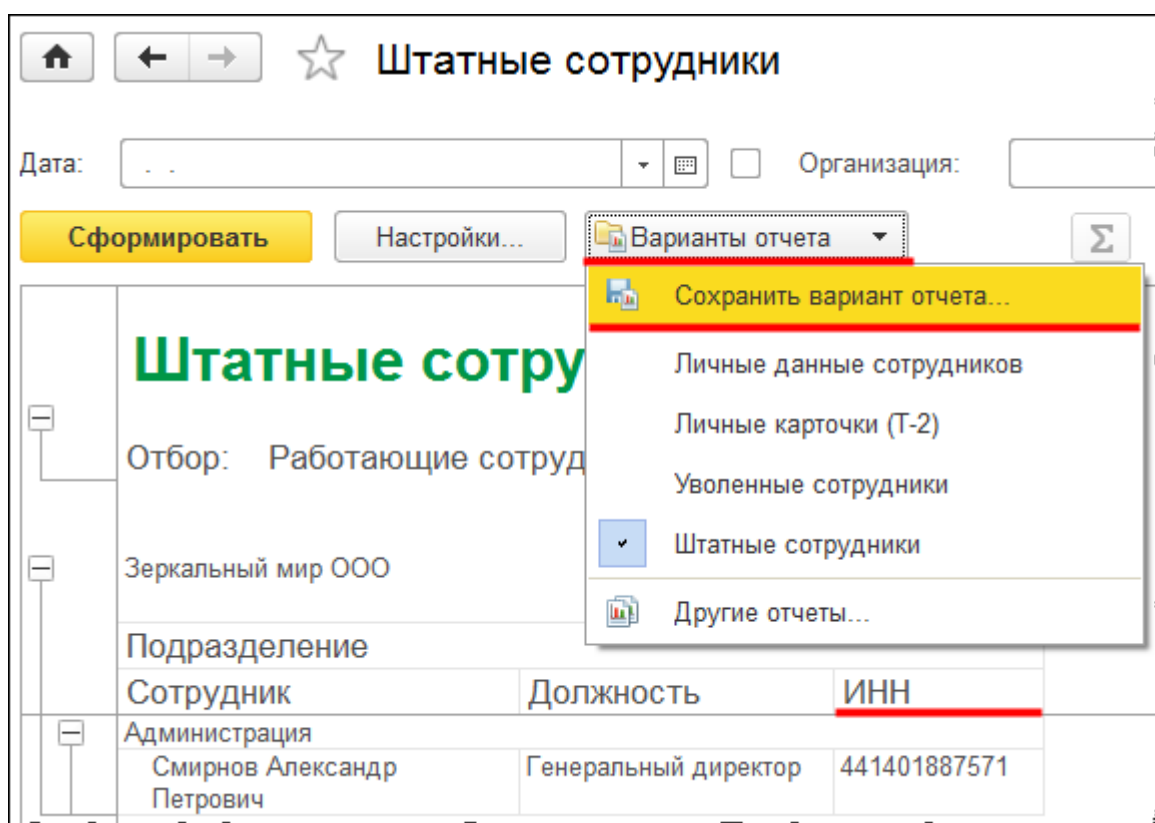 Штатные сотрудники
Дата: . . Организация:
Сформировать Настройки... Варианты отчета Σ
Сохранить вариант отчета...
Личные данные сотрудников
Личные карточки (Т-2)
Уволенные сотрудники
Штатные сотрудники
Другие отчеты...
Штатные сотру
Отбор: Работающие сотруд
Зеркальный мир ООО
Подразделение
Сотрудник Должность ИНН
Администрация
Смирнов Александр Генеральный директор 441401887571
Петрович